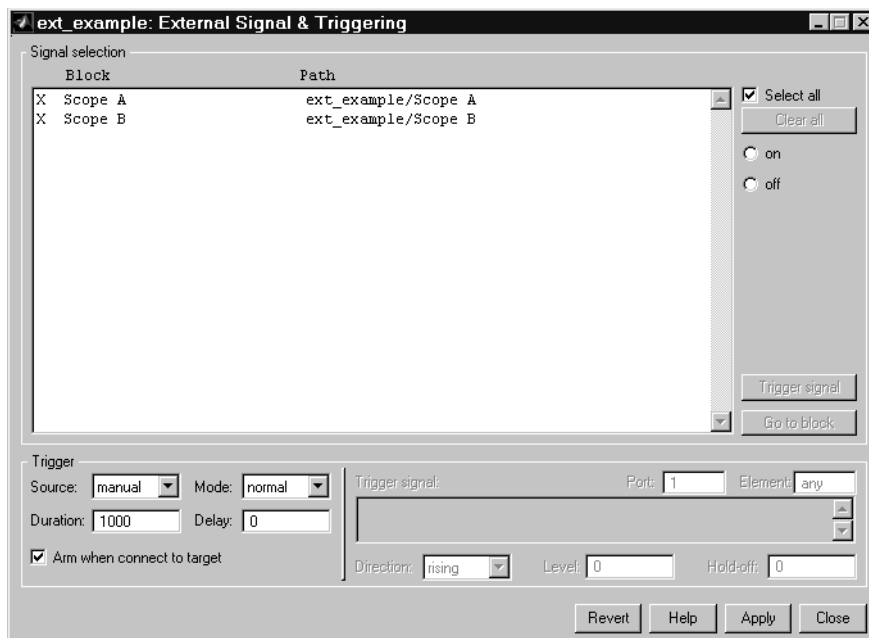 ext_example: External Signal & Triggering
Signal selection
Block Path
X Scope A ext_example/Scope A
X Scope B ext_example/Scope B
Select all
Clear all
on
off
Trigger signal
Go to block
Trigger
Source: manual Mode: normal
Duration: 1000 Delay: 0
Arm when connect to target
Trigger signal: Port: 1 Element: any
Direction: rising Level: 0 Hold-off: 0
Revert Help Apply Close